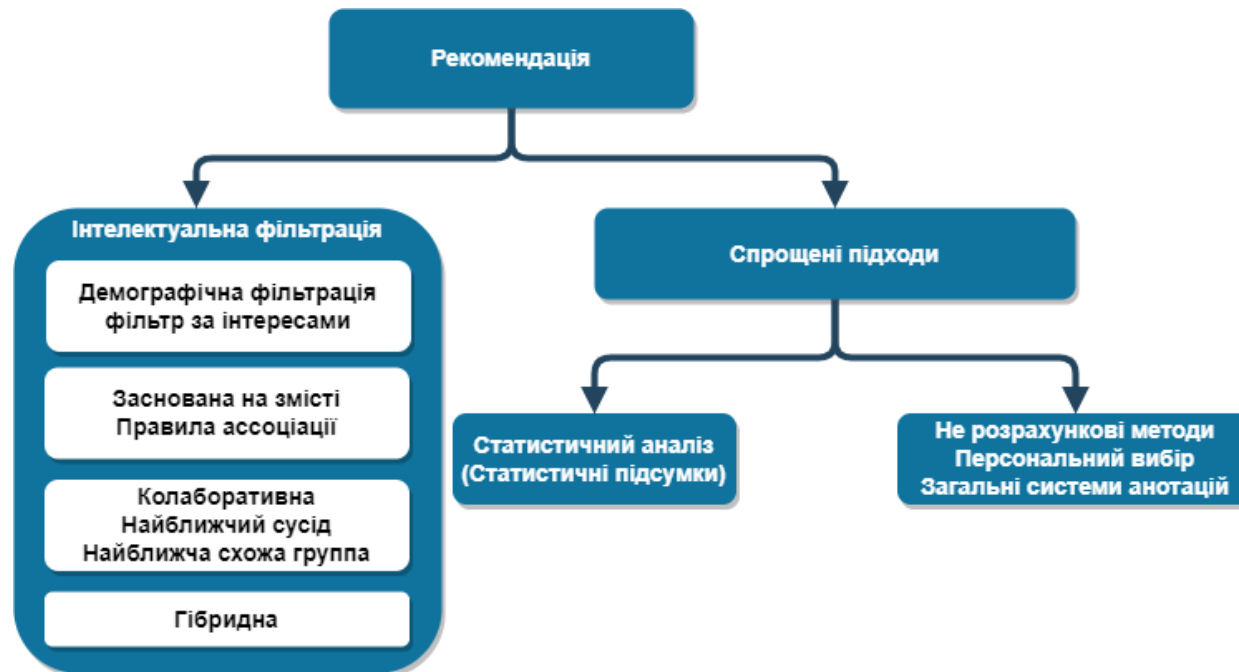 Рекомендація
Інтелектуальна фільтрація
Демографічна фільтрація
фільтр за інтересами
Заснована на змісті
Правила ассоціації
Колаборативна
Найближчий сусід
Найближча схожа группа
Гібридна
Спрощені підходи
Статистичний аналіз
(Статистичні підсумки)
Не розрахункові методи
Персональний вибір
Загальні системи анотацій